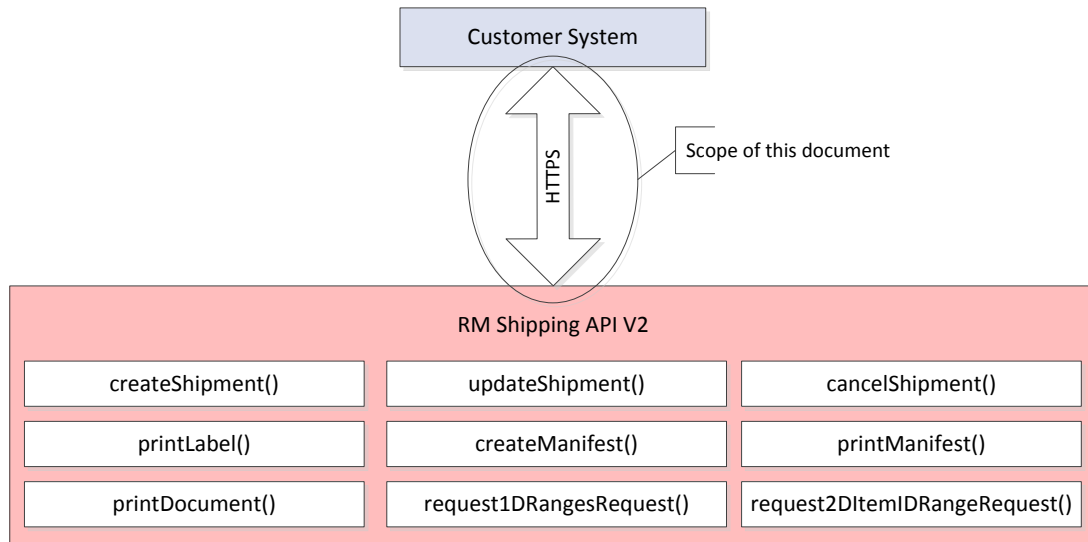 Customer System
HTTPS
Scope of this document
RM Shipping API V2
createShipment()
updateShipment()
cancelShipment()
printLabel()
createManifest()
printManifest()
printDocument()
request1DRangesRequest()
request2DItemIDRangeRequest()